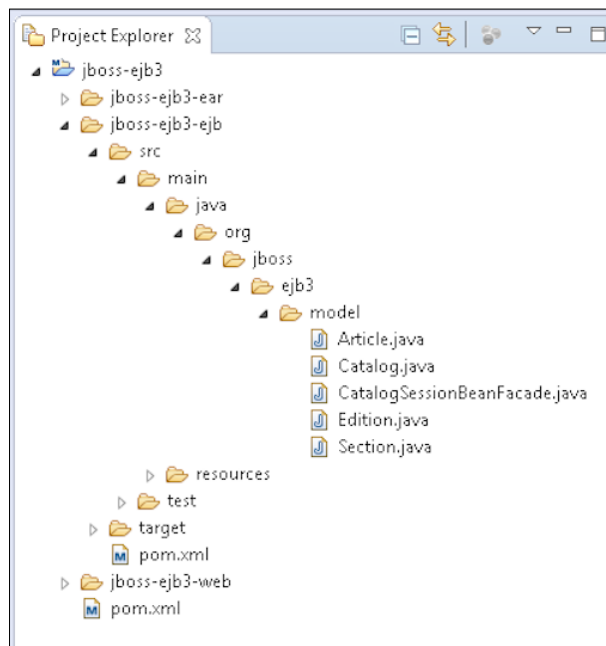 Project Explorer
jboss-ejb3
jboss-ejb3-ear
jboss-ejb3-ejb
src
main
java
org
jboss
ejb3
model
Article.java
Catalog.java
CatalogSessionBeanFacade.java
Edition.java
Section.java
resources
test
target
pom.xml
jboss-ejb3-web
pom.xml